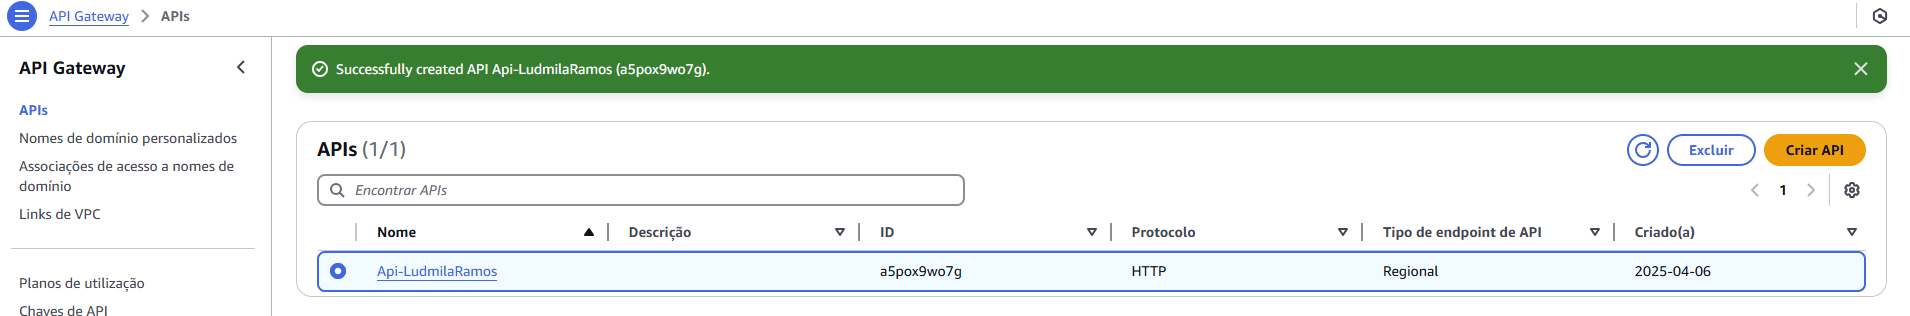 API Gateway > APIs
API Gateway
APIs
Nomes de domínio personalizados
Associações de acesso a nomes de
domínio
Links de VPC
Planos de utilização
Chaves de API
Successfully created API Api-LudmilaRamos (a5pox9wo7g).
APIs (1/1)
Excluir
Criar API
Encontrar APIs
1
Nome Descrição ID Protocolo Tipo de endpoint de API Criado(a)
Api-LudmilaRamos a5pox9wo7g HTTP Regional 2025-04-06